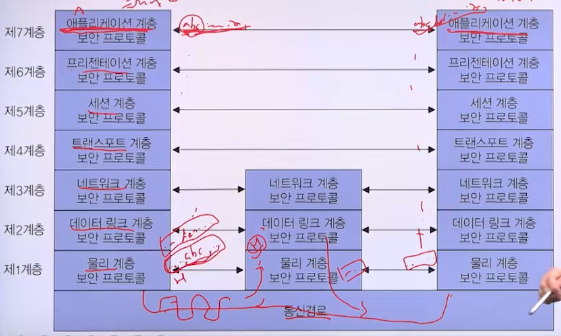 제7계층
애플리케이션 계층
보안 프로토콜
애플리케이션 계층
보안 프로토콜
제6계층
프리젠테이션 계층
보안 프로토콜
프리젠테이션 계층
보안 프로토콜
제5계층
세션 계층
보안 프로토콜
세션 계층
보안 프로토콜
제4계층
트랜스포트 계층
보안 프로토콜
트랜스포트 계층
보안 프로토콜
제3계층
네트워크 계층
보안 프로토콜
네트워크 계층
보안 프로토콜
네트워크 계층
보안 프로토콜
제2계층
데이터 링크 계층
보안 프로토콜
데이터 링크 계층
보안 프로토콜
데이터 링크 계층
보안 프로토콜
제1계층
물리 계층
보안 프로토콜
물리 계층
보안 프로토콜
물리 계층
보안 프로토콜
통신경로
A
abc
abc
abc
H